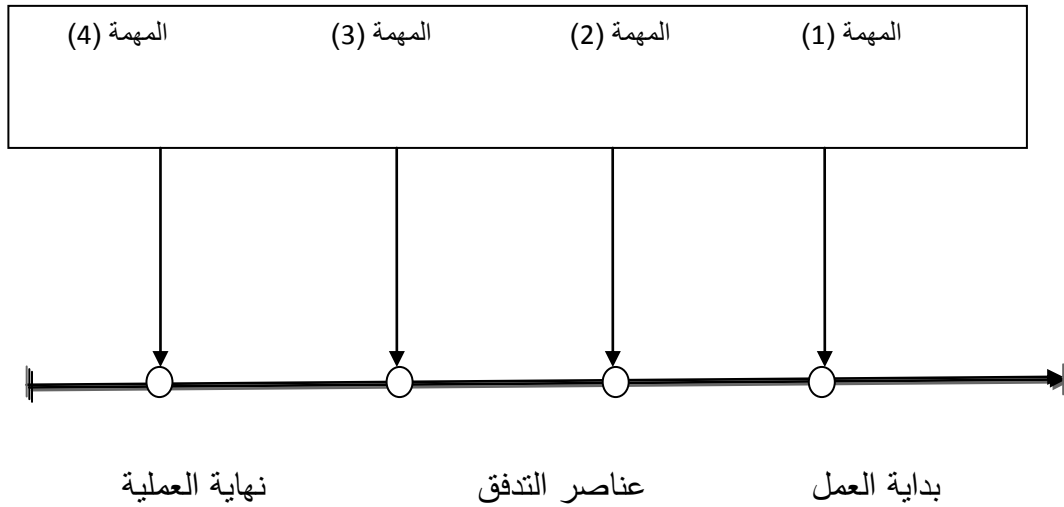 المهمة (1) المهمة (2) المهمة (3) المهمة (4)
بداية العمل عناصر التدفق نهاية العملية